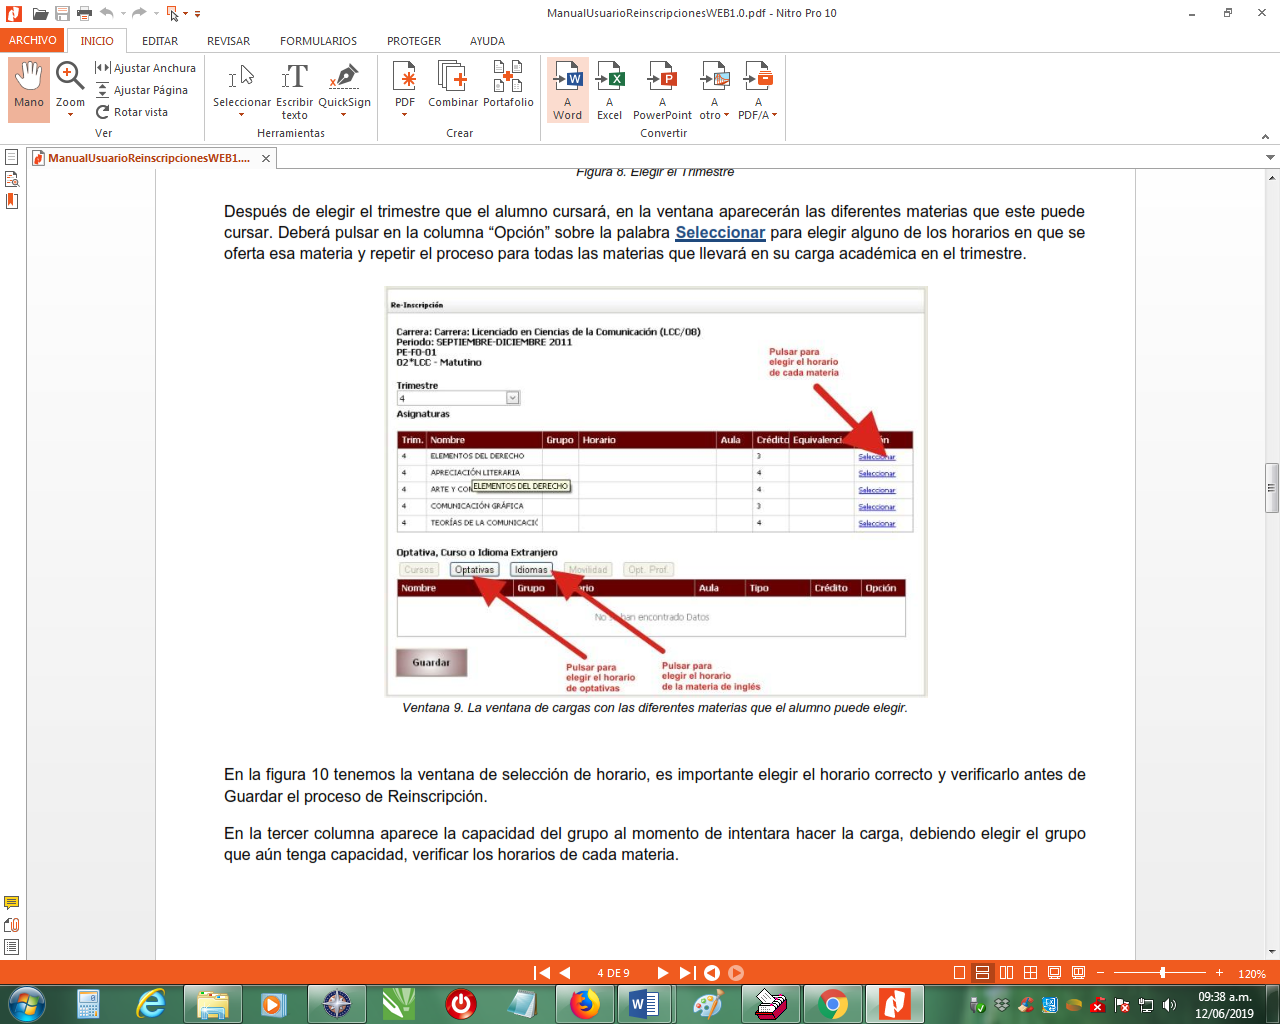 ManualUsuarioReinscripcionesWEB1.0.pdf - Nitro Pro 10
ARCHIVO INICIO EDITAR REVISAR FORMULARIOS PROTEGER AYUDA
Mano
Zoom
Ajustar Anchura
Ajustar Página
Rotar vista
Ver
Seleccionar
Escribir texto
QuickSign
Herramientas
PDF
Combinar
Portafolio
Crear
A Word
A Excel
A PowerPoint
A otro
A PDF/A
Convertir
ManualUsuarioReinscripcionesWEB1....
Figura 8. Elegir el Trimestre
Después de elegir el trimestre que el alumno cursará, en la ventana aparecerán las diferentes materias que este puede
cursar. Deberá pulsar en la columna “Opción” sobre la palabra Seleccionar para elegir alguno de los horarios en que se
oferta esa materia y repetir el proceso para todas las materias que llevará en su carga académica en el trimestre.
Re-Inscripción
Carrera: Carrera: Licenciado en Ciencias de la Comunicación (LCC/08)
Periodo: SEPTIEMBRE-DICIEMBRE 2011
PE-FO-01
02*LCC - Matutino
Pulsar para
elegir el horario
de cada materia
Trimestre
4
Asignaturas
Trim. Nombre Grupo Horario Aula Crédito Equivalenci n
4 ELEMENTOS DEL DERECHO 3 Seleccionar
4 APRECIACIÓN LITERARIA 4 Seleccionar
4 ARTE Y CO 4 Seleccionar
ELEMENTOS DEL DERECHO
4 COMUNICACIÓN GRÁFICA 3 Seleccionar
4 TEORÍAS DE LA COMUNICACIÓ 4 Seleccionar
Optativa, Curso o Idioma Extranjero
Cursos Optativas Idiomas Movilidad Opt. Prof.
Nombre Grupo rio Aula Tipo Crédito Opción
No s han encontrado Datos
Guardar
Pulsar para
elegir el horario
de optativas
Pulsar para
elegir el horario
de la materia de inglés
Ventana 9. La ventana de cargas con las diferentes materias que el alumno puede elegir.
En la figura 10 tenemos la ventana de selección de horario, es importante elegir el horario correcto y verificarlo antes de
Guardar el proceso de Reinscripción.
En la tercer columna aparece la capacidad del grupo al momento de intentara hacer la carga, debiendo elegir el grupo
que aún tenga capacidad, verificar los horarios de cada materia.
4 DE 9
120%
09:38 a.m.
12/06/2019